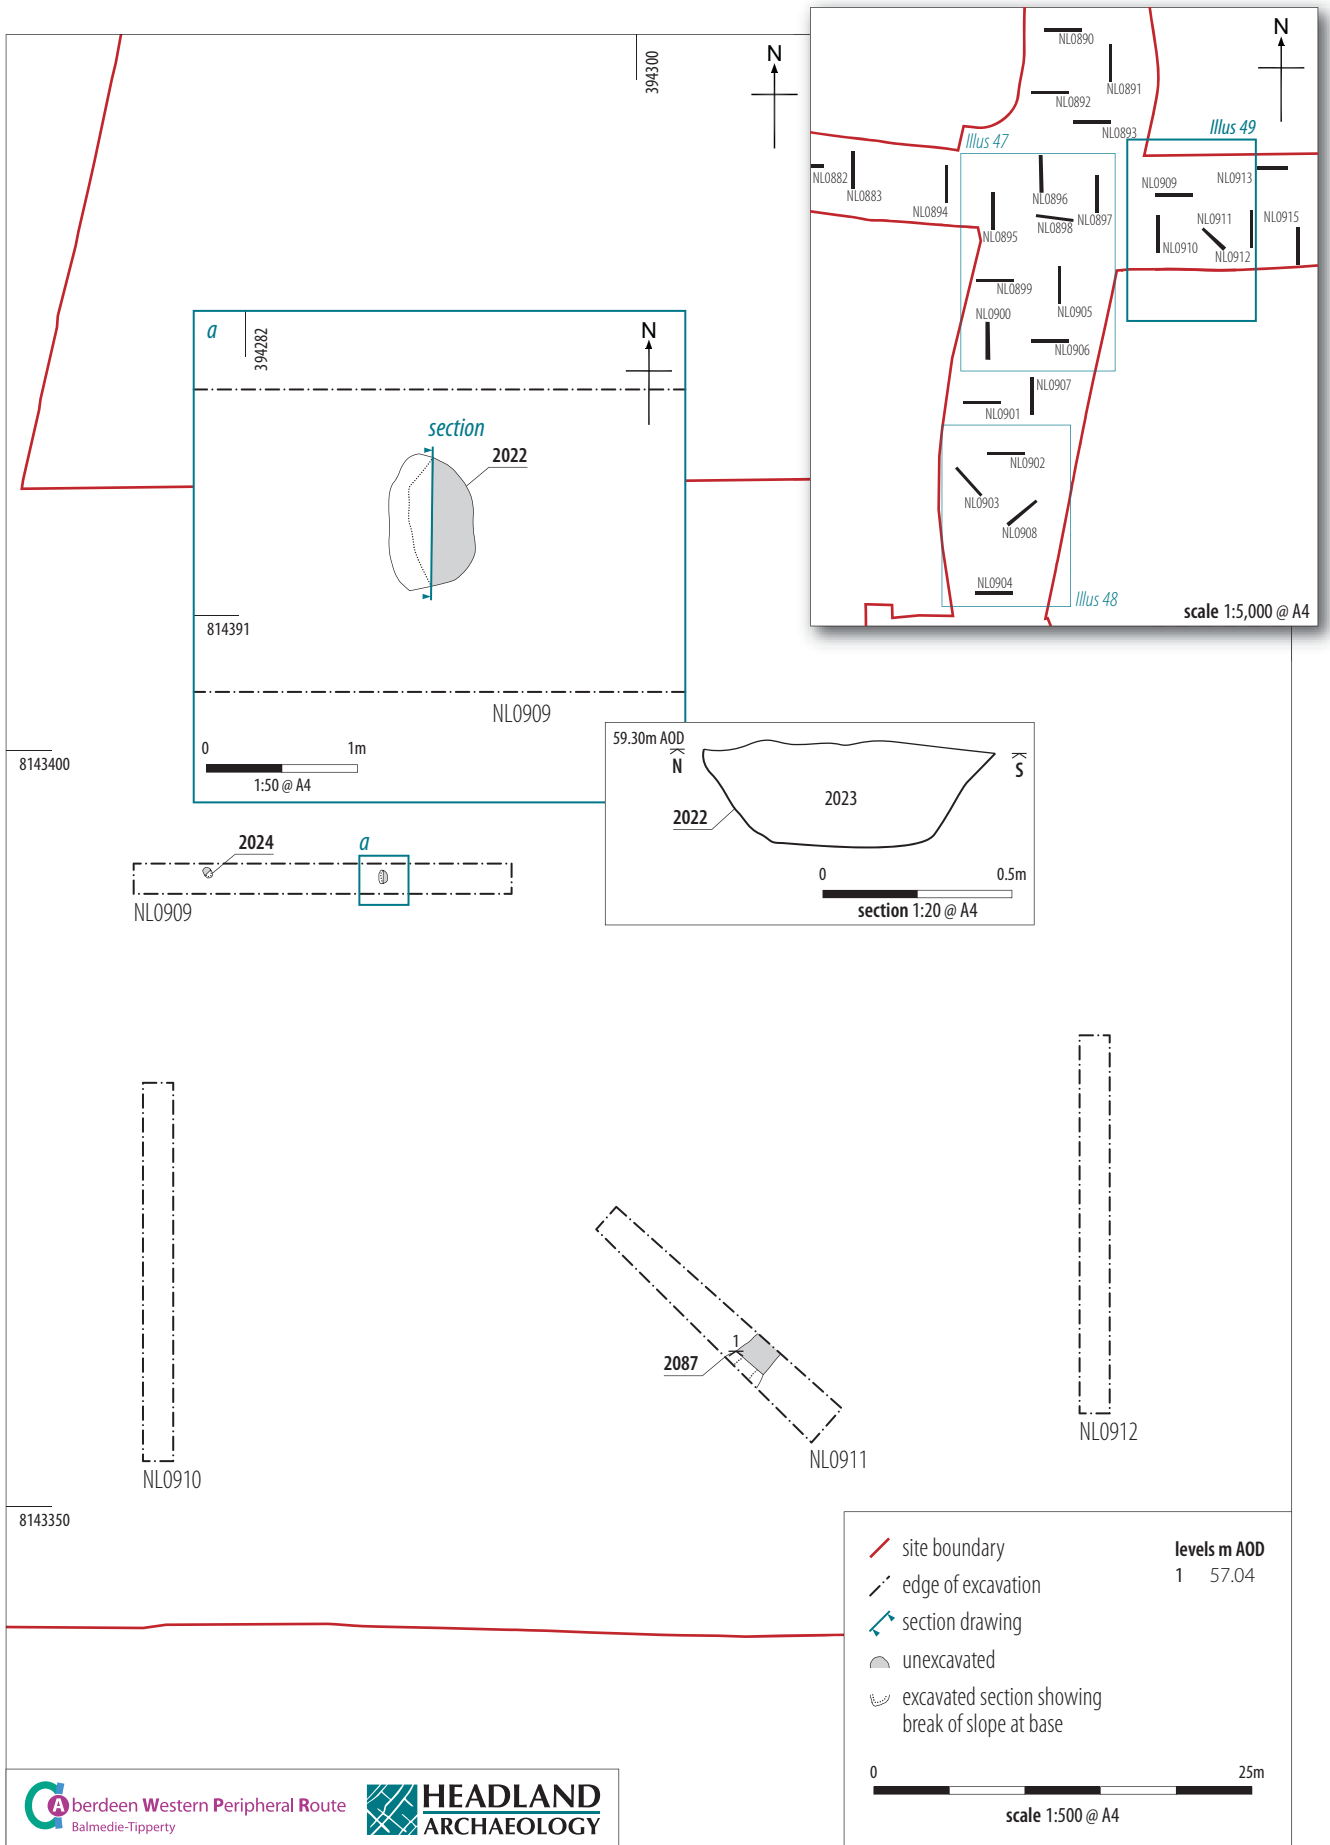 394300
N
a
394282
N
section
2022
814391
NL0909
0 1m
1:50 @ A4
8143400
59.30m AOD
N
S
2023
2022
0 0.5m
section 1:20 @ A4
2024
a
NL0909
NL0910
2087
1
NL0911
NL0912
8143350
N
NL0890
NL0891
NL0892
NL0893
Illus 47
Illus 49
NL0882
NL0883
NL0894
NL0896
NL0895
NL0898
NL0897
NL0909
NL0913
NL0911
NL0915
NL0910
NL0912
NL0899
NL0905
NL0900
NL0906
NL0907
NL0901
NL0902
NL0903
NL0908
NL0904
Illus 48
scale 1:5,000 @ A4
site boundary
edge of excavation
section drawing
unexcavated
excavated section showing
break of slope at base
levels m AOD
1 57.04
0 25m
scale 1:500 @ A4
Aberdeen Western Peripheral Route
Balmedie-Tipperty
HEADLAND
ARCHAEOLOGY